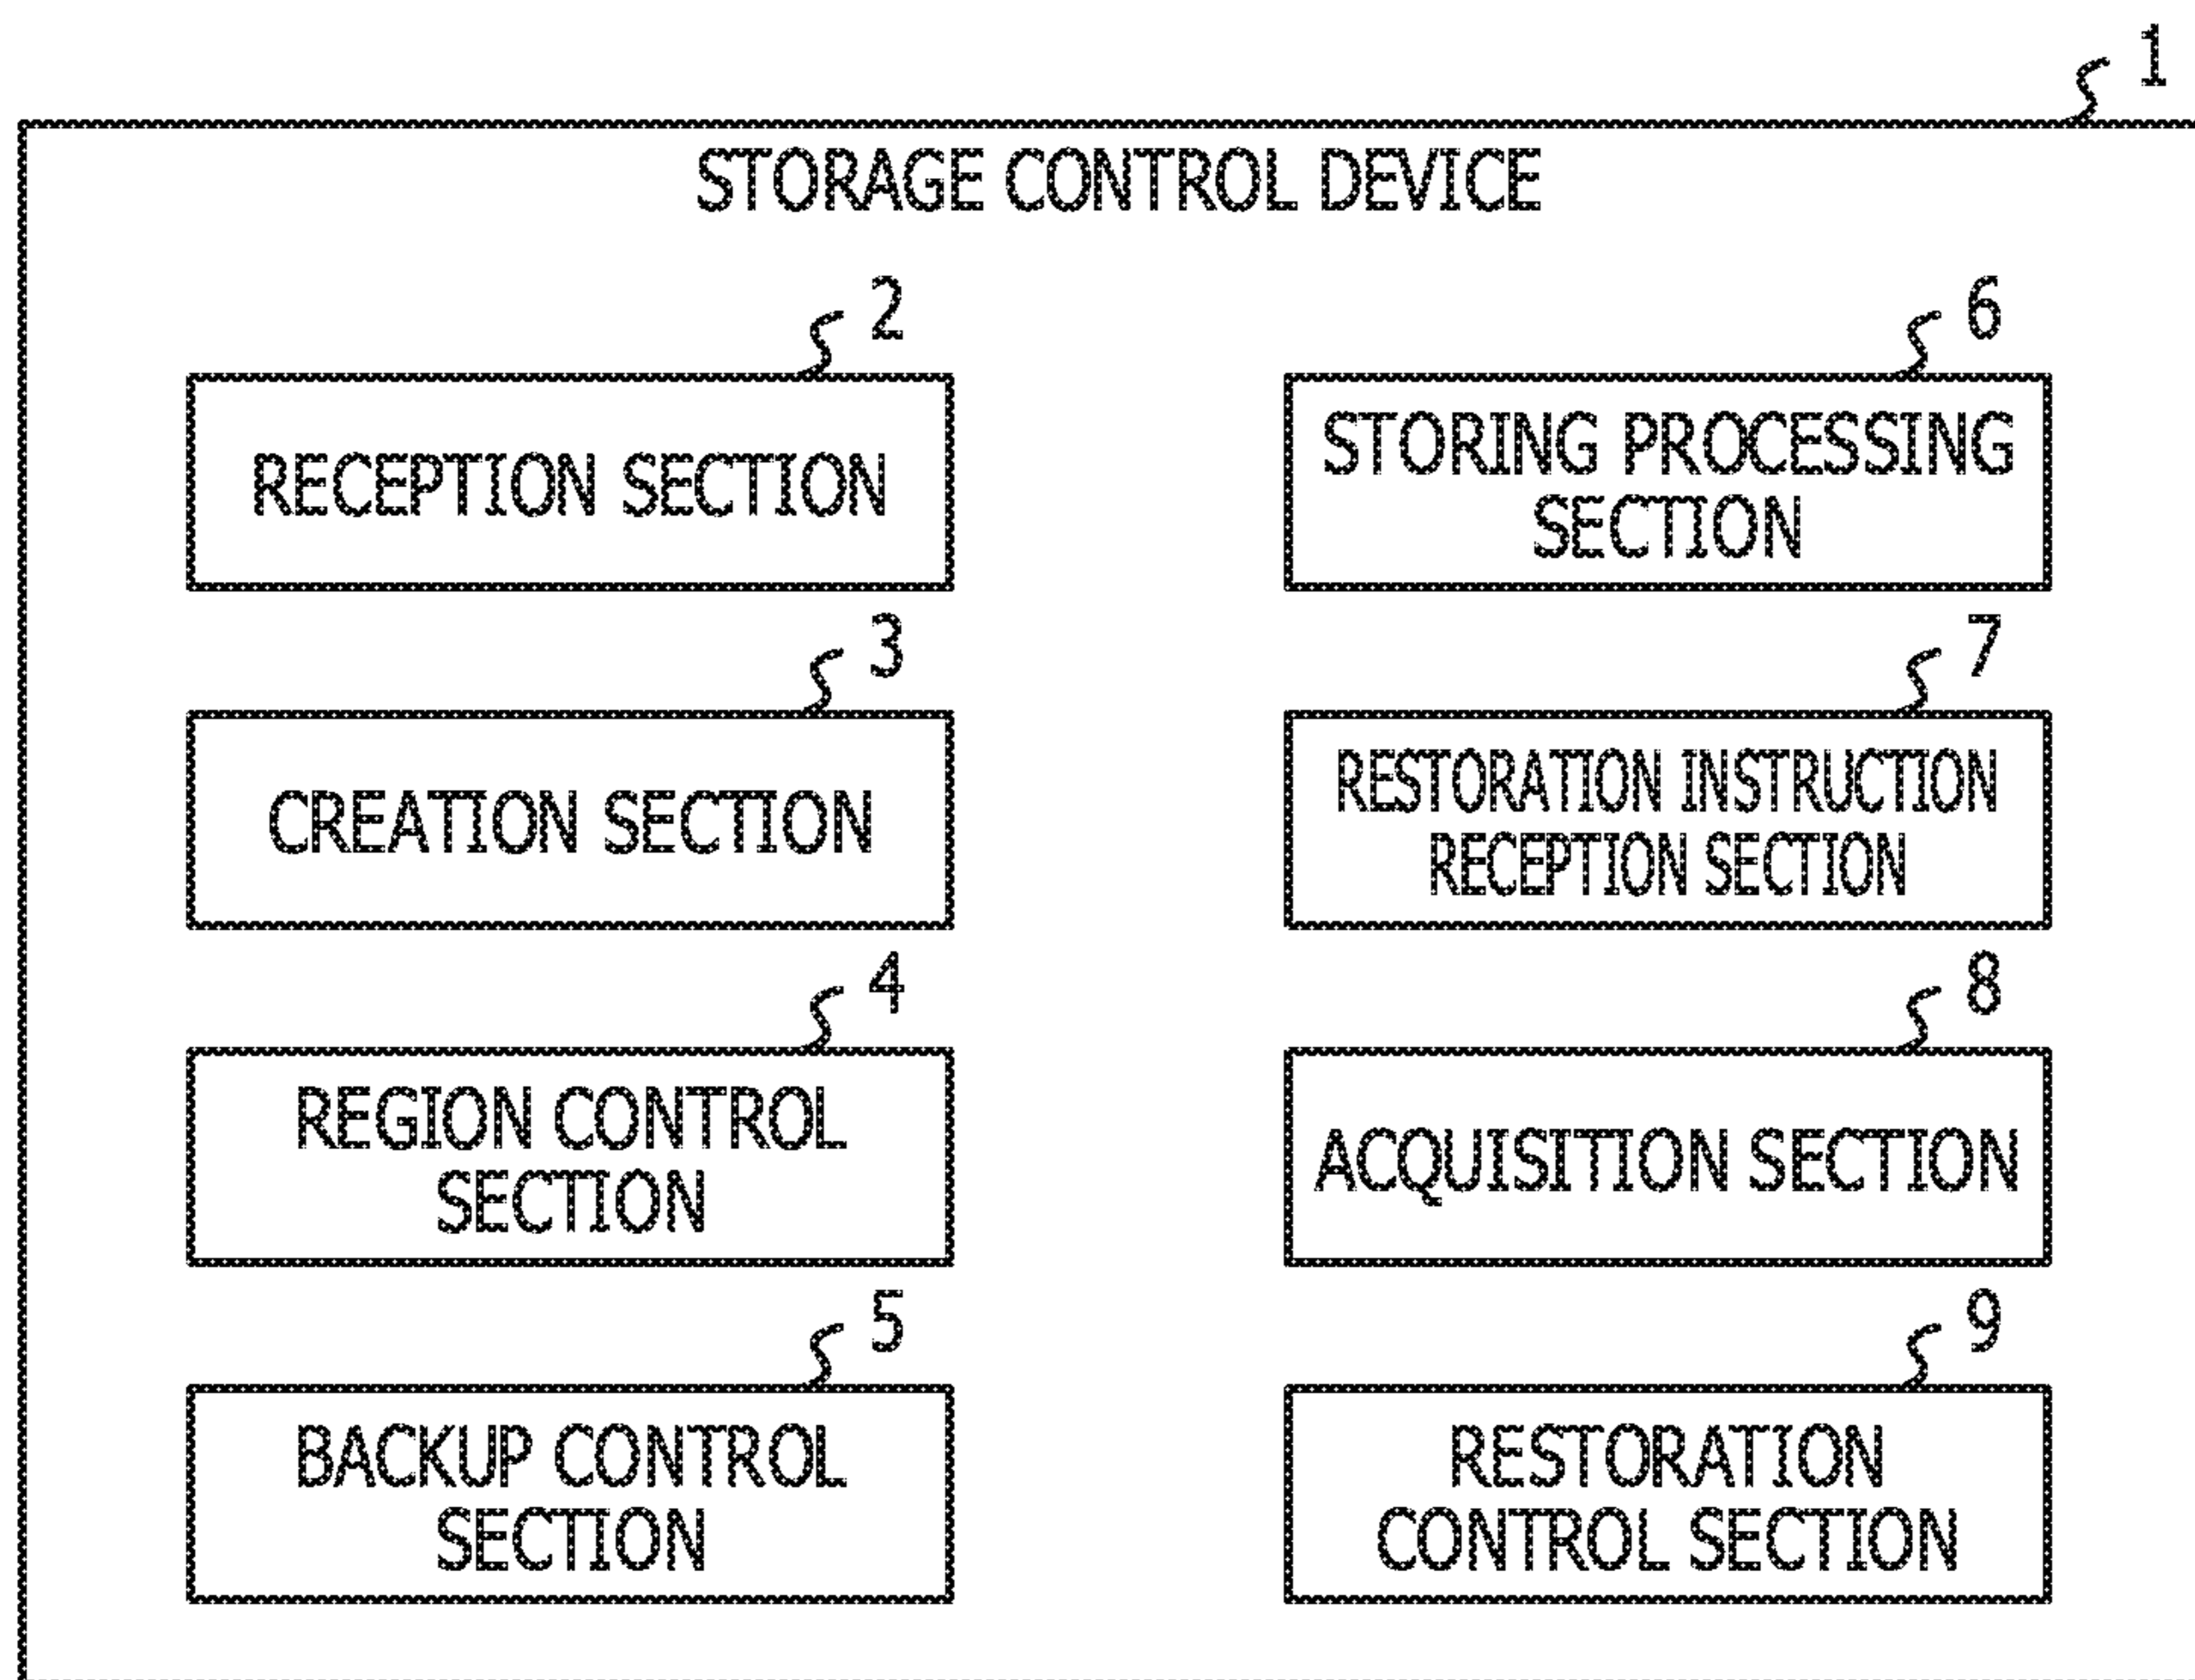 1
STORAGE CONTROL DEVICE
2
RECEPTION SECTION
3
CREATION SECTION
4
REGION CONTROL
SECTION
5
BACKUP CONTROL
SECTION
6
STORING PROCESSING
SECTION
7
RESTORATION INSTRUCTION
RECEPTION SECTION
8
ACQUISITION SECTION
9
RESTORATION
CONTROL SECTION